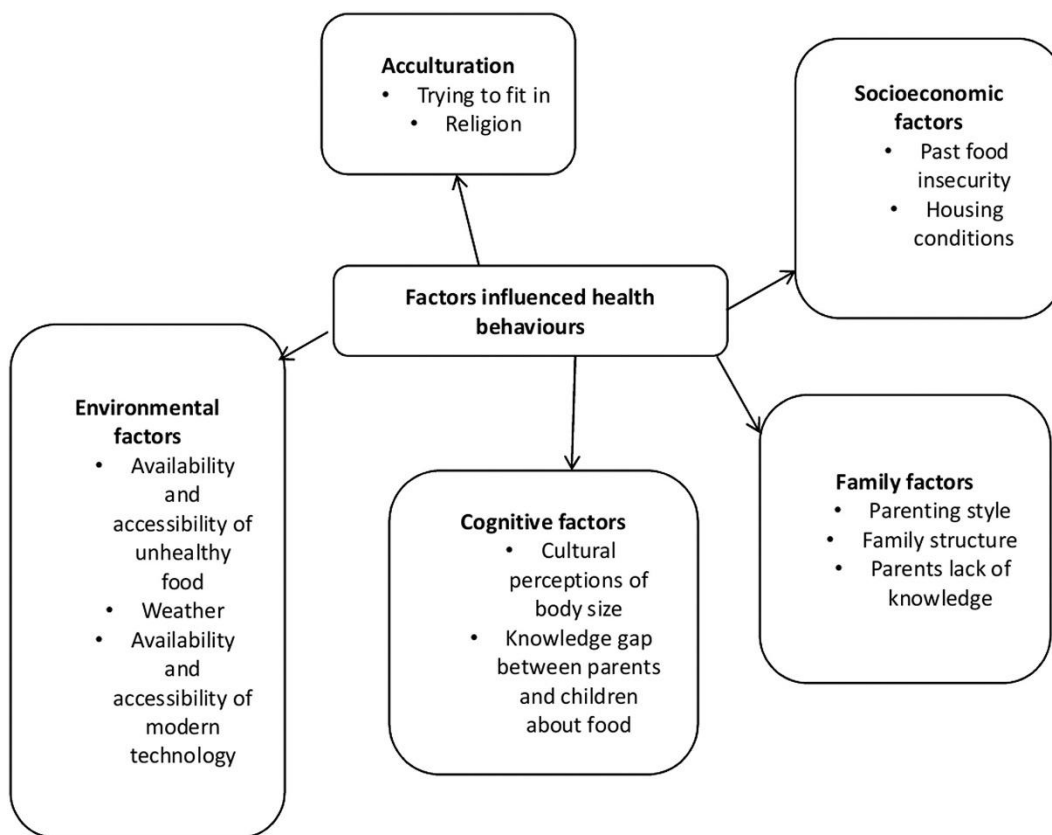 Acculturation
• Trying to fit in
• Religion
Socioeconomic
factors
• Past food
insecurity
• Housing
conditions
Factors influenced health
behaviours
Environmental
factors
• Availability
and
accessibility of
unhealthy
food
• Weather
• Availability
and
accessibility of
modern
technology
Cognitive factors
• Cultural
perceptions of
body size
• Knowledge gap
between parents
and children
about food
Family factors
• Parenting style
• Family structure
• Parents lack of
knowledge